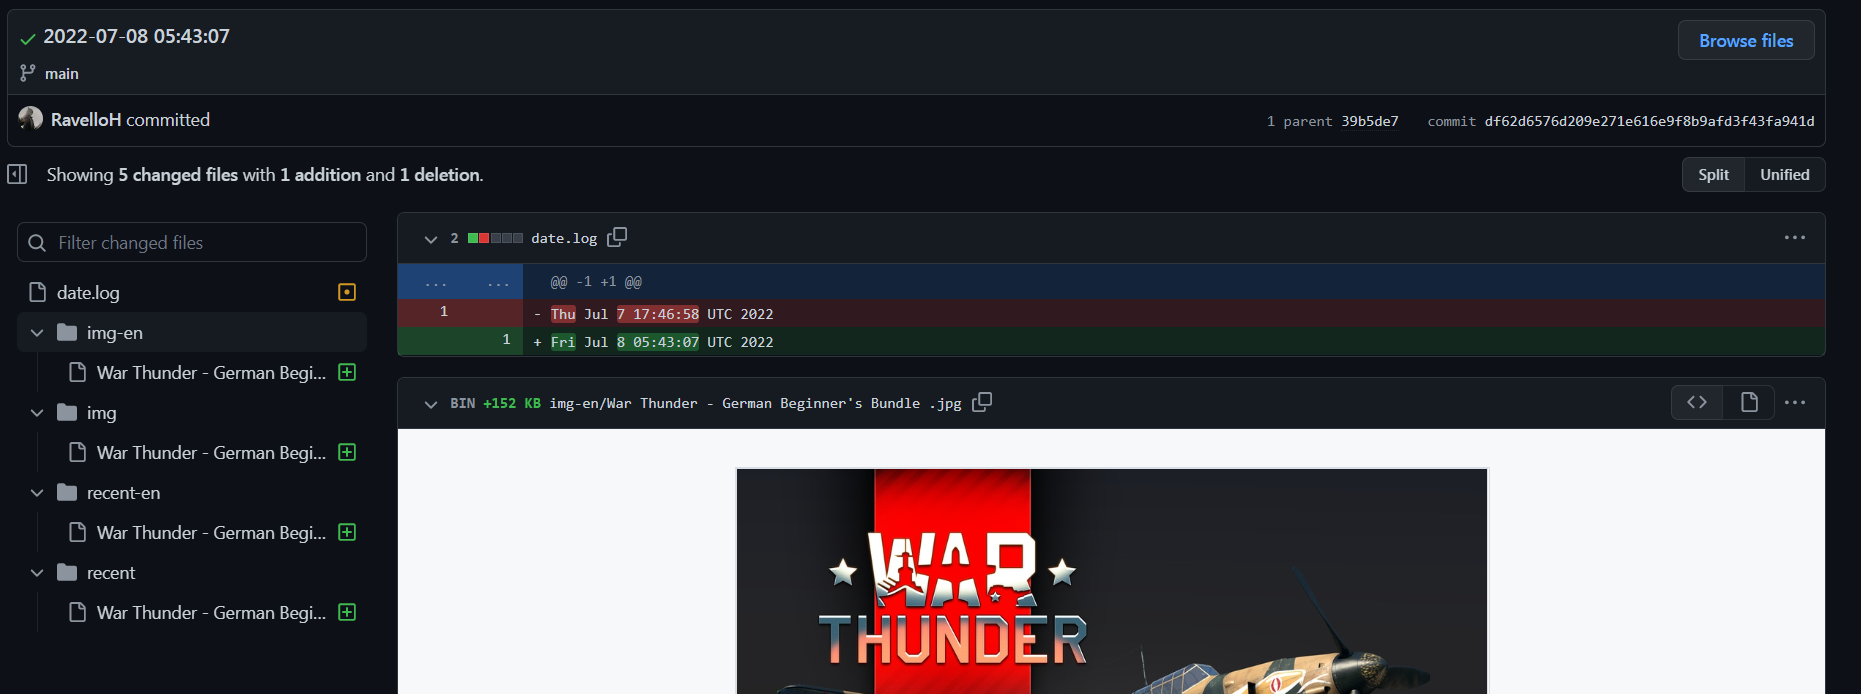 2022-07-08 05:43:07
Browse files
main
RavelloH committed
1 parent 39b5de7 commit df62d6576d209e271e616e9f8b9afd3f43fa941d
Showing 5 changed files with 1 addition and 1 deletion.
Split Unified
Filter changed files
date.log
img-en
War Thunder - German Begi...
img
War Thunder - German Begi...
recent-en
War Thunder - German Begi...
recent
War Thunder - German Begi...
2 date.log
... ... @@ -1 +1 @@
1 - Thu Jul 7 17:46:58 UTC 2022
1 + Fri Jul 8 05:43:07 UTC 2022
BIN +152 KB img-en/War Thunder - German Beginner's Bundle .jpg
WAR
THUNDER